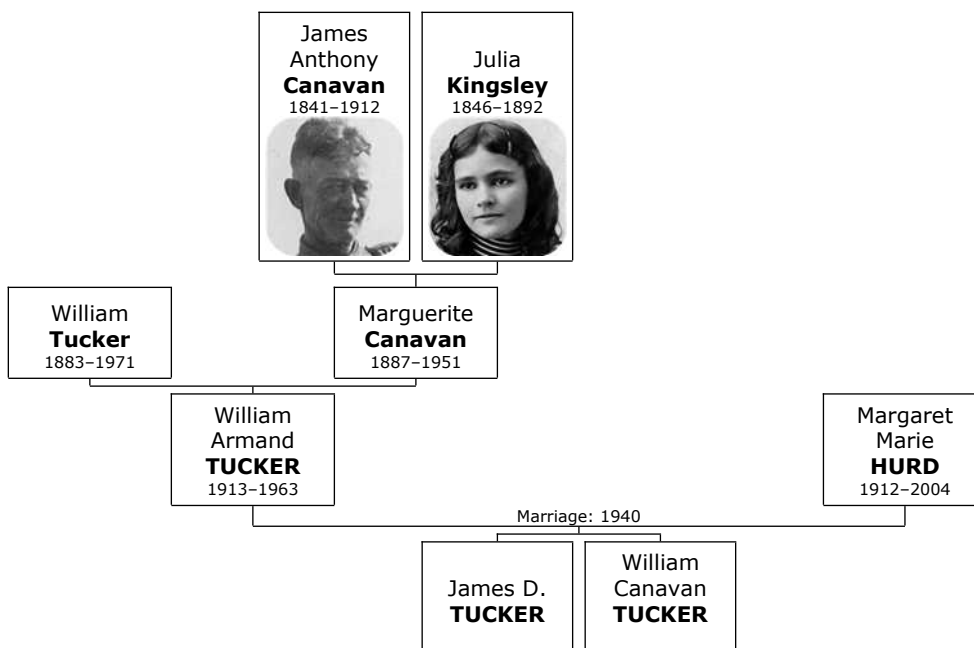 James
Anthony
Canavan
1841–1912
Julia
Kingsley
1846–1892
William
Tucker
1883–1971
Marguerite
Canavan
1887–1951
William
Armand
TUCKER
1913–1963
Margaret
Marie
HURD
1912–2004
Marriage: 1940
James D.
TUCKER
William
Canavan
TUCKER